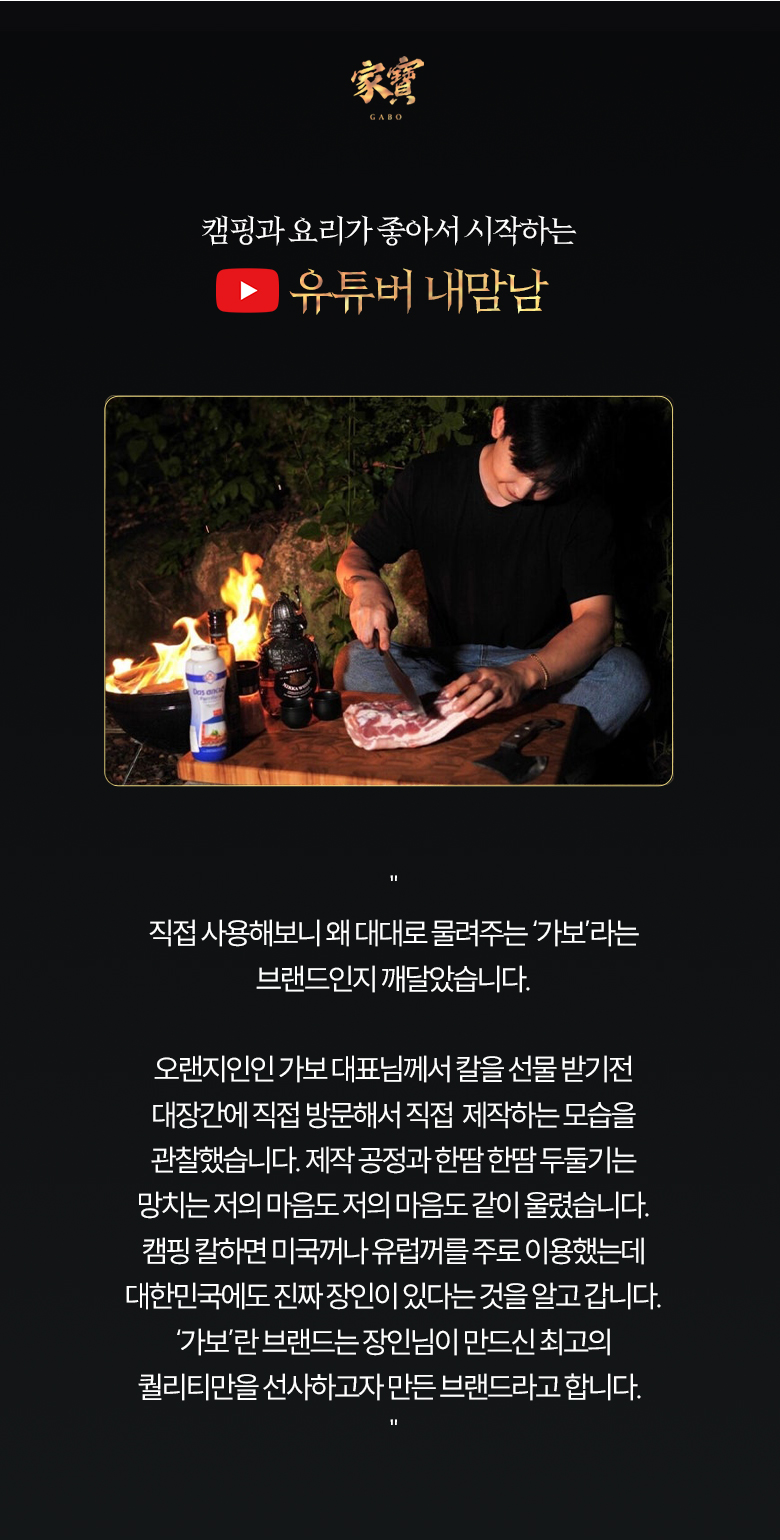 家寶
GABO
캠핑과 요리가 좋아서 시작하는
유튜버 내맘남
"
직접 사용해보니 왜 대대로 물려주는 ‘가보’라는
브랜드인지 깨달았습니다.
오랜지인인 가보 대표님께서 칼을 선물 받기전
대장간에 직접 방문해서 직접 제작하는 모습을
관찰했습니다. 제작 공정과 한땀 한땀 두둘기는
망치는 저의 마음도 저의 마음도 같이 울렸습니다.
캠핑 칼하면 미국꺼나 유럽꺼를 주로 이용했는데
대한민국에도 진짜 장인이 있다는 것을 알고 갑니다.
‘가보’란 브랜드는 장인님이 만드신 최고의
퀄리티만을 선사하고자 만든 브랜드라고 합니다.
"